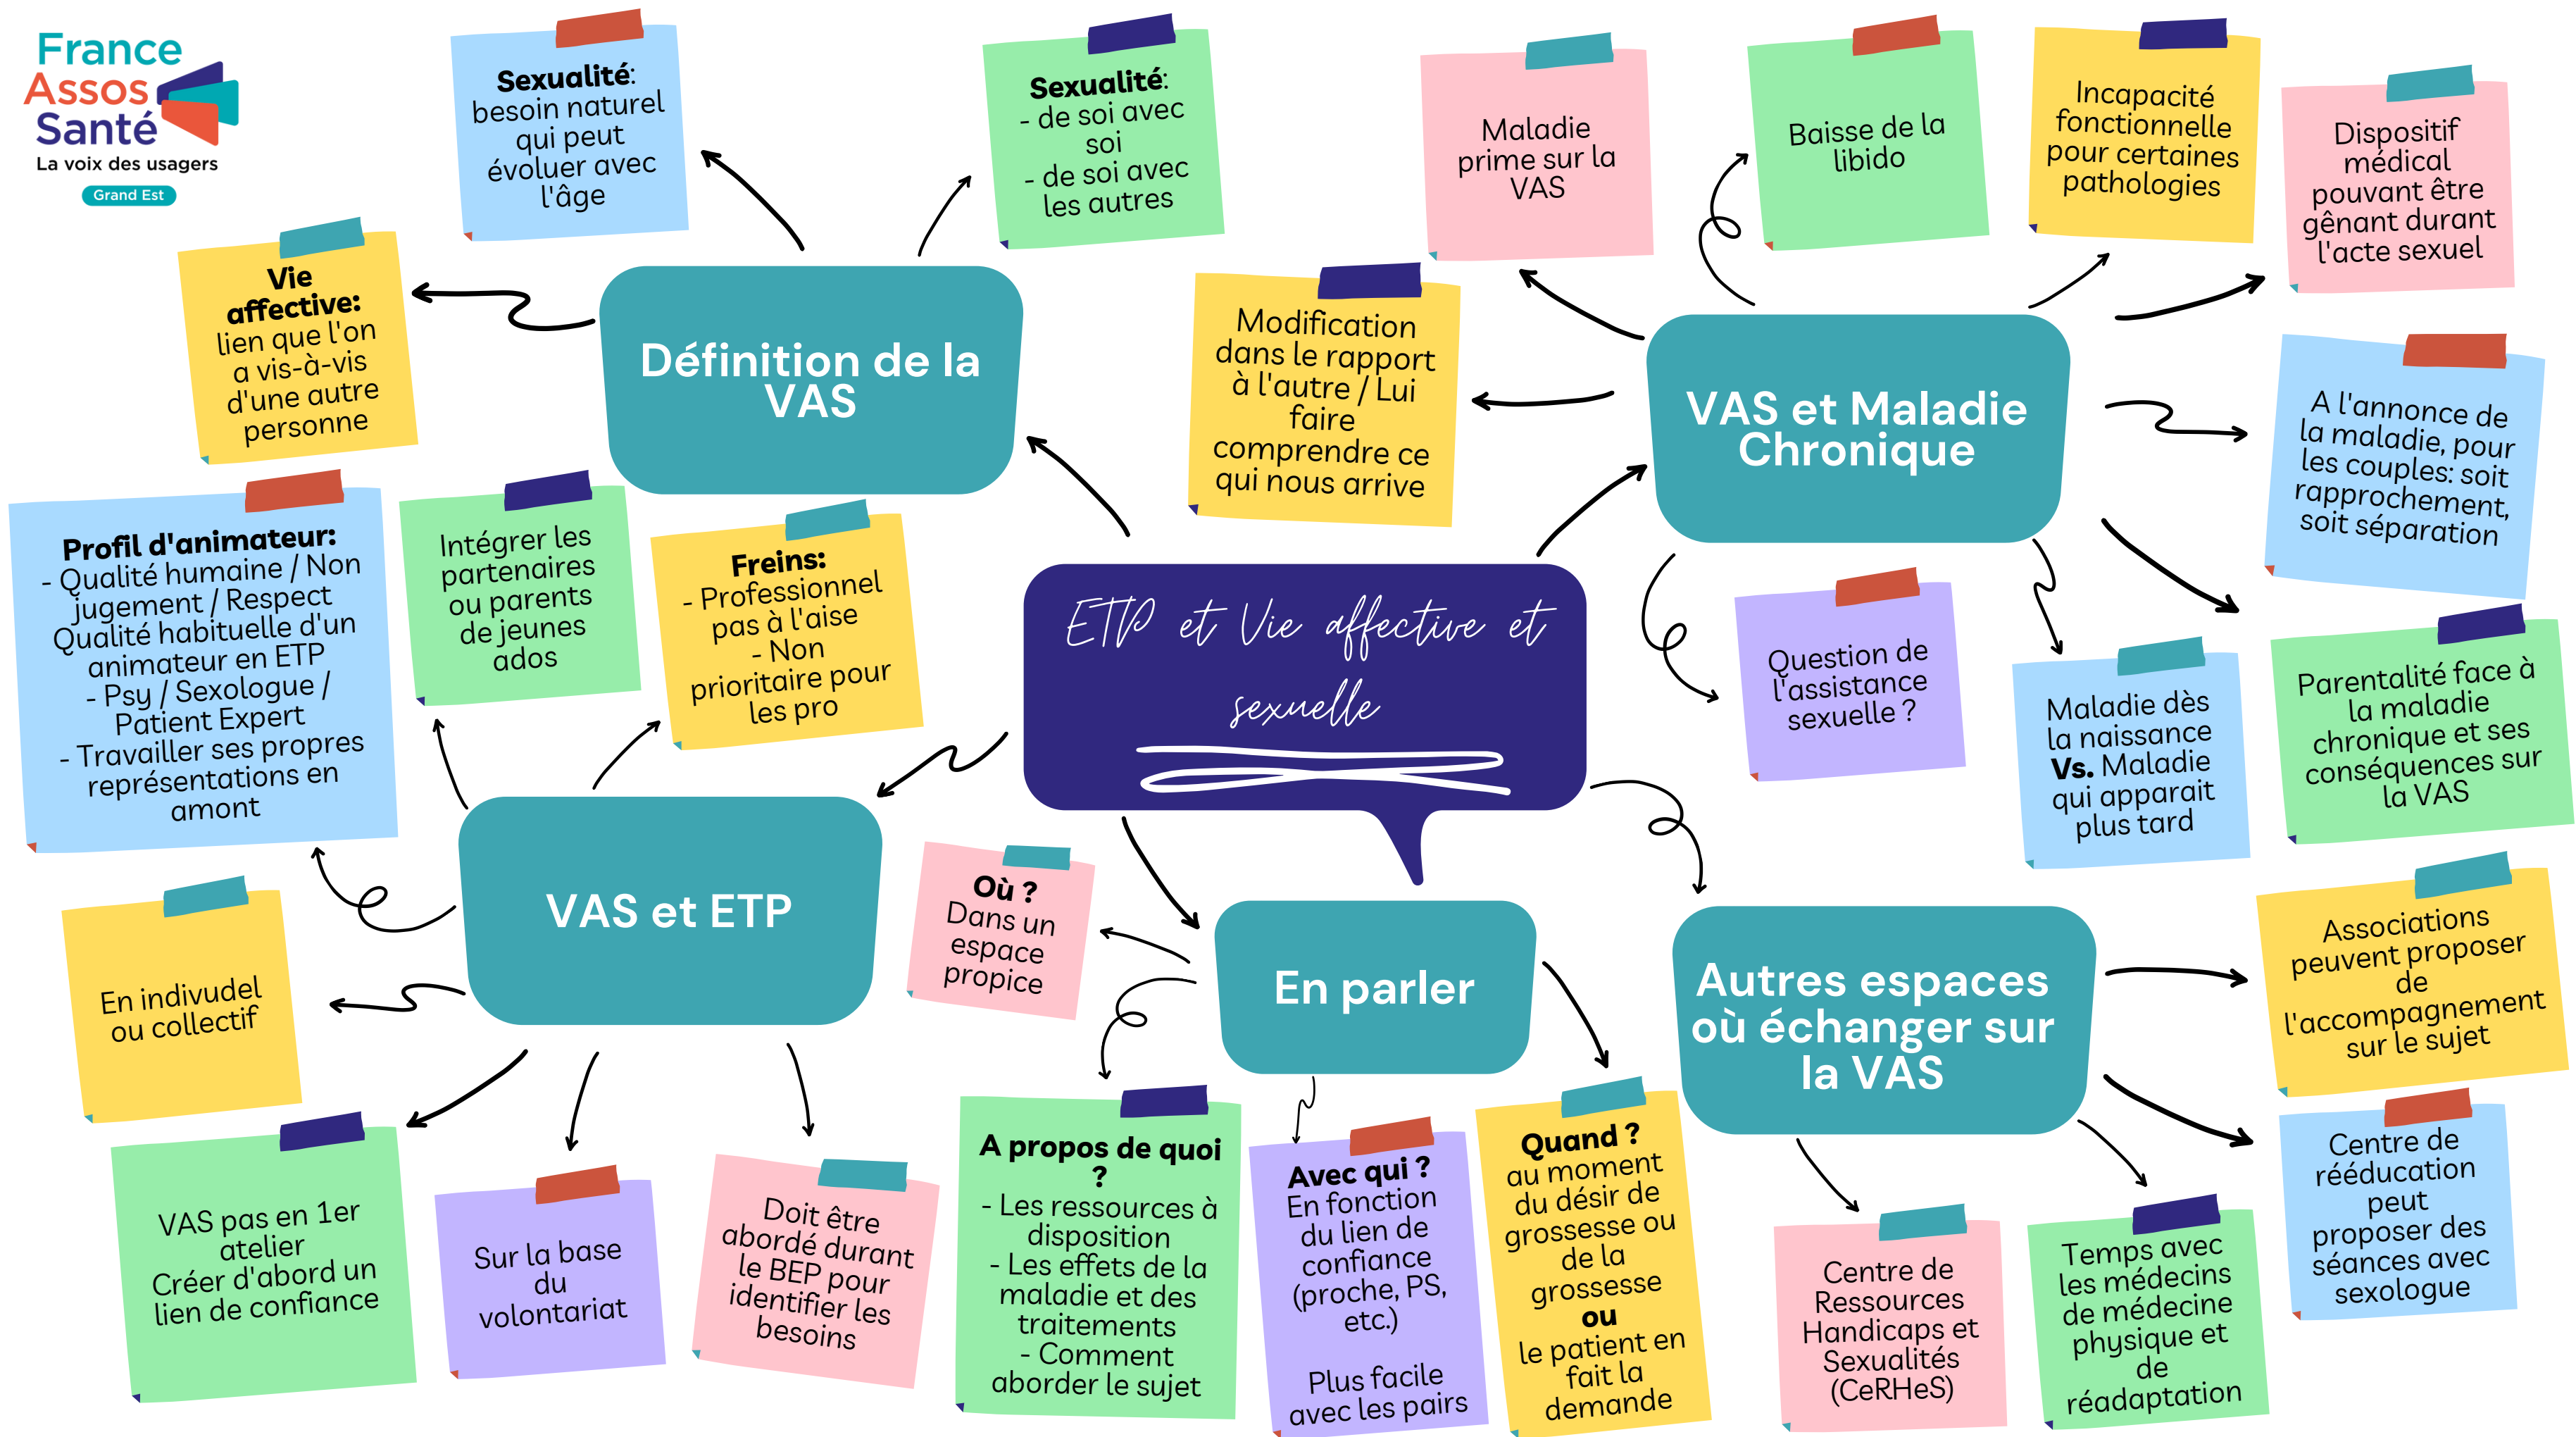 France
Assos
Santé
La voix des usagers
Grand Est
Sexualité:
besoin naturel
qui peut
évoluer avec
l'âge
Sexualité:
- de soi avec
soi
- de soi avec
les autres
Vie
affective:
lien que l'on
a vis-à-vis
d'une autre
personne
Définition de la
VAS
Maladie
prime sur la
VAS
Baisse de la
libido
Incapacité
fonctionnelle
pour certaines
pathologies
Dispositif
médical
pouvant être
gênant durant
l'acte sexuel
Modification
dans le rapport
à l'autre / Lui
faire
comprendre ce
qui nous arrive
VAS et Maladie
Chronique
A l'annonce de
la maladie, pour
les couples: soit
rapprochement,
soit séparation
Question de
l'assistance
sexuelle ?
Maladie dès
la naissance
Vs. Maladie
qui apparait
plus tard
Parentalité face à
la maladie
chronique et ses
conséquences sur
la VAS
Profil d'animateur:
- Qualité humaine / Non
jugement / Respect
Qualité habituelle d'un
animateur en ETP
- Psy / Sexologue /
Patient Expert
- Travailler ses propres
représentations en
amont
Intégrer les
partenaires
ou parents
de jeunes
ados
Freins:
- Professionnel
pas à l'aise
- Non
prioritaire pour
les pro
ETP et Vie affective et
sexuelle
VAS et ETP
En indivudel
ou collectif
VAS pas en 1er
atelier
Créer d'abord un
lien de confiance
Sur la base
du
volontariat
Doit être
abordé durant
le BEP pour
identifier les
besoins
Où ?
Dans un
espace
propice
En parler
A propos de quoi
?
- Les ressources à
disposition
- Les effets de la
maladie et des
traitements
- Comment
aborder le sujet
Avec qui ?
En fonction
du lien de
confiance
(proche, PS,
etc.)
Plus facile
avec les pairs
Quand ?
au moment
du désir de
grossesse ou
de la
grossesse
ou
le patient en
fait la
demande
Autres espaces
où échanger sur
la VAS
Associations
peuvent proposer
de
l'accompagnement
sur le sujet
Centre de
rééducation
peut
proposer des
séances avec
sexologue
Centre de
Ressources
Handicaps et
Sexualités
(CeRHeS)
Temps avec
les médecins
de médecine
physique et
de
réadaptation